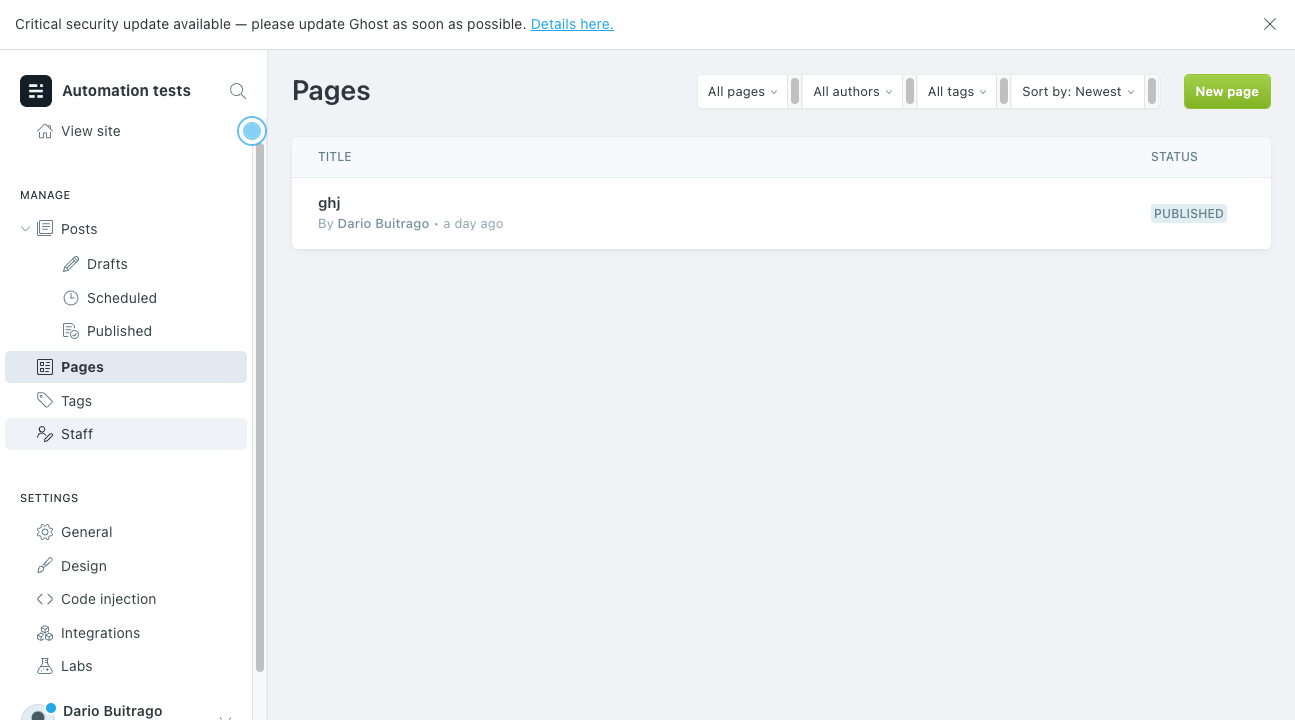 Critical security update available — please update Ghost as soon as possible. Details here.
Automation tests
View site
MANAGE
Posts
Drafts
Scheduled
Published
Pages
Tags
Staff
SETTINGS
General
Design
Code injection
Integrations
Labs
Dario Buitrago
Pages
All pages
All authors
All tags
Sort by: Newest
New page
TITLE
STATUS
ghj
By Dario Buitrago • a day ago
PUBLISHED